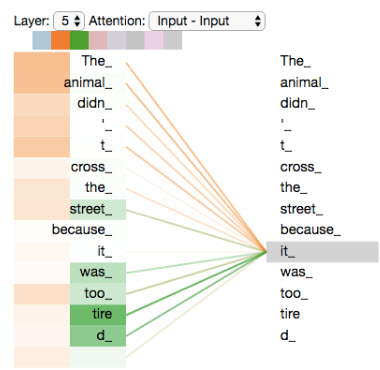 Layer: 5 Attention: Input - Input
The_ The_
animal_ animal_
didn_ didn_
'_ '_
t_ t_
cross_ cross_
the_ the_
street_ street_
because_ because_
it_ it_
was_ was_
too_ too_
tire tire
d_ d_